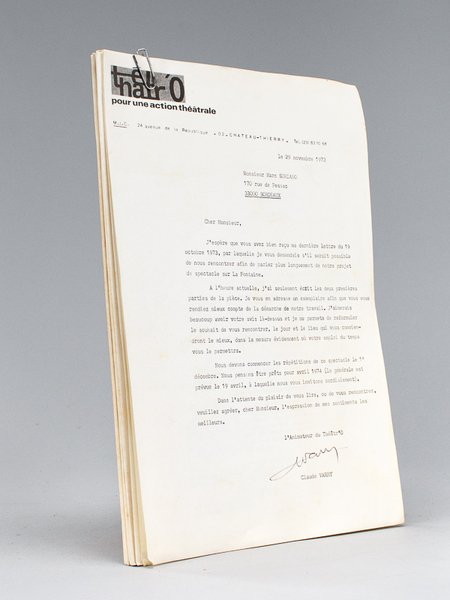 théâtr'O
pour une action théâtrale
M.J.C. 24 avenue de la République . 02. CHATEAU-THIERRY.
le 25 novembre 1973
Monsieur Marc
170 rue de Pessac
33000 BORDEAUX
Cher Monsieur,
J'espère que vous avez bien reçu ma dernière lettre du 19
octobre 1973, par laquelle je vous demandais s'il serait possible
de nous rencontrer afin de parler plus longuement de notre projet
de spectacle sur La Fontaine.
A l'heure actuelle, j'ai seulement écrit les deux premières
parties de la pièce. Je vous en adresse un exemplaire afin que vous vous
rendiez mieux compte de la démarche de notre travail. J'aimerais
beaucoup avoir votre avis là-dessus et je me permets de reformuler
le souhait de vous rencontrer, le jour et le lieu qui vous convien-
dront le mieux, dans la mesure évidemment où votre emploi du temps
vous le permettra.
Nous devons commencer les répétitions de ce spectacle le 1°
décembre. Nous pensons être prêts pour avril 1974 (la générale est
prévue le 19 avril, à laquelle nous vous invitons cordialement).
Dans l'attente du plaisir de vous lire, ou de vous rencontrer,
veuillez agréer, cher Monsieur, l'expression de mes sentiments les
meilleurs.
l'Animateur du Théâtr'O
Claude VARRY